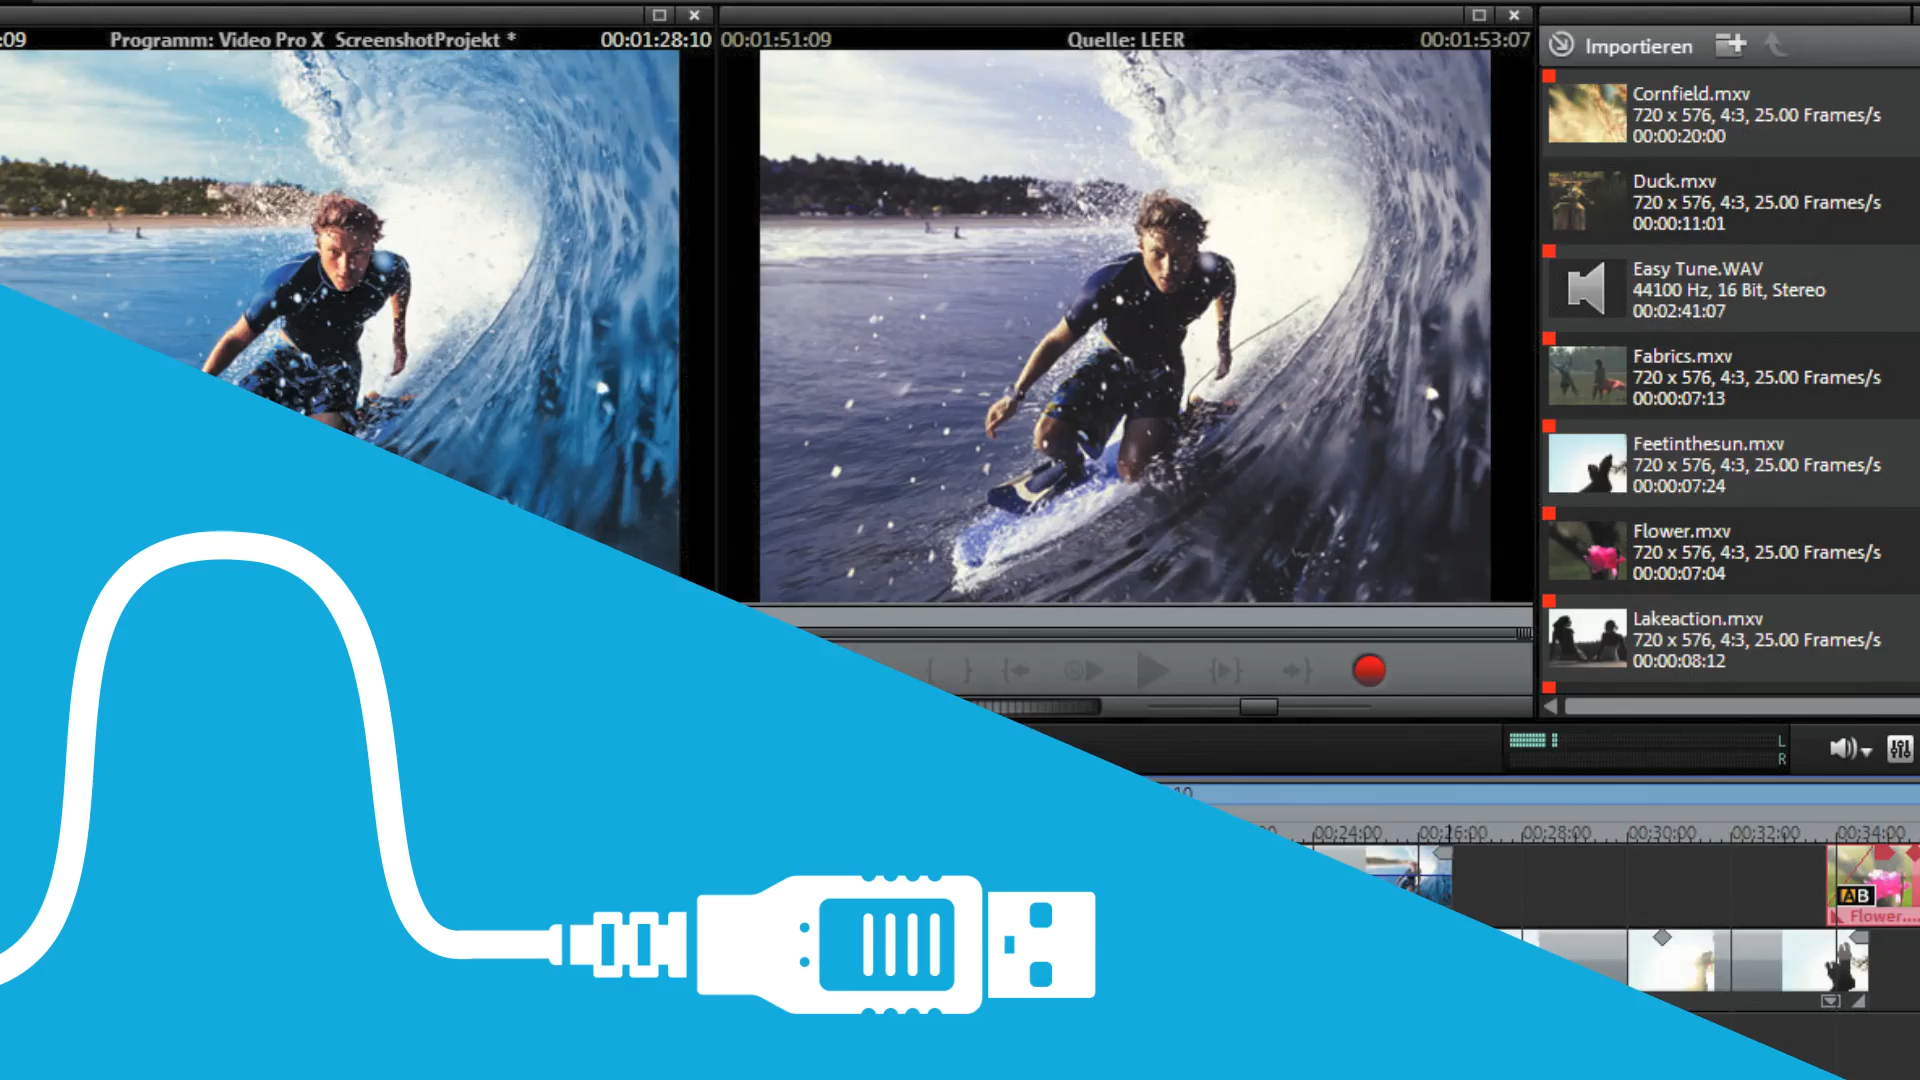 :09
Programm: Video Pro X ScreenshotProjekt *
00:01:28:10
00:01:51:09
Quelle: LEER
00:01:53:07
Importieren
Cornfield.mxv
720 x 576, 4:3, 25.00 Frames/s
00:00:20:00
Duck.mxv
720 x 576, 4:3, 25.00 Frames/s
00:00:11:01
Easy Tune.WAV
44100 Hz, 16 Bit, Stereo
00:02:41:07
Fabrics.mxv
720 x 576, 4:3, 25.00 Frames/s
00:00:07:13
Feetinthesun.mxv
720 x 576, 4:3, 25.00 Frames/s
00:00:07:24
Flower.mxv
720 x 576, 4:3, 25.00 Frames/s
00:00:07:04
Lakeaction.mxv
720 x 576, 4:3, 25.00 Frames/s
00:00:08:12
L
R
:10
00:24:00 00:26:00 00:28:00 00:30:00 00:32:00 00:34:00
AB
Flower....